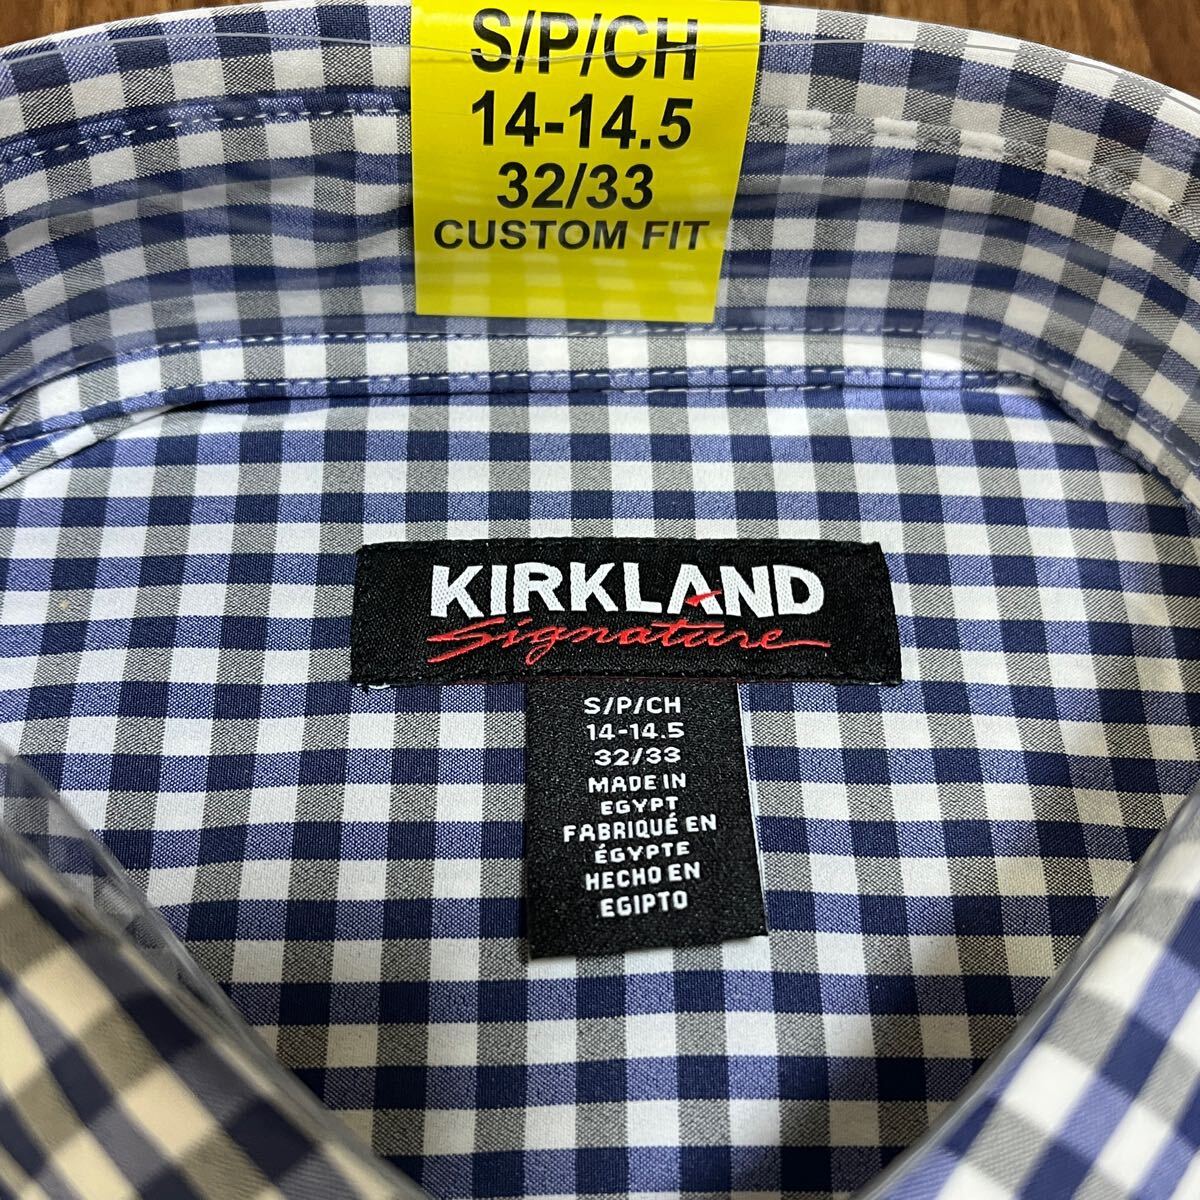 S/P/CH
14-14.5
32/33
CUSTOM FIT
KIRKLAND
Signature
S/P/CH
14-14.5
32/33
MADE IN
EGYPT
FABRIQUÉ EN
ÉGYPTE
HECHO EN
EGIPTO